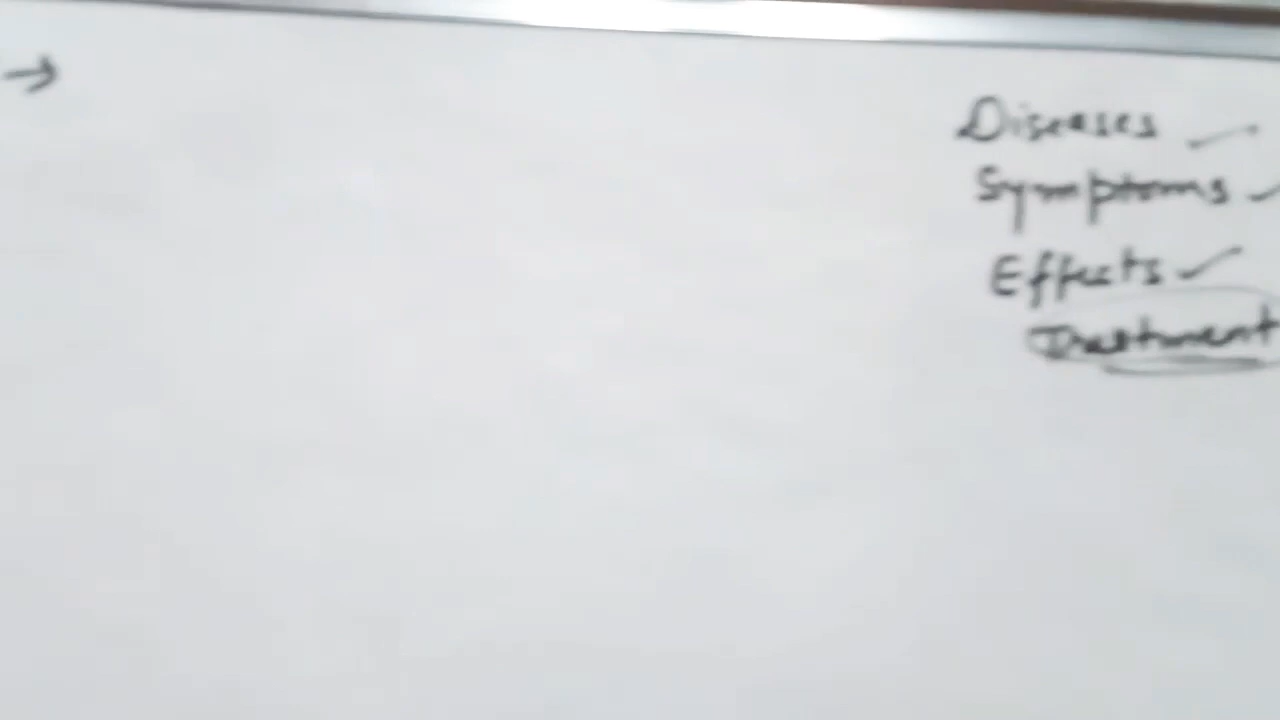 →
Diseases ✓
Symptoms ✓
Effects ✓
Treatment